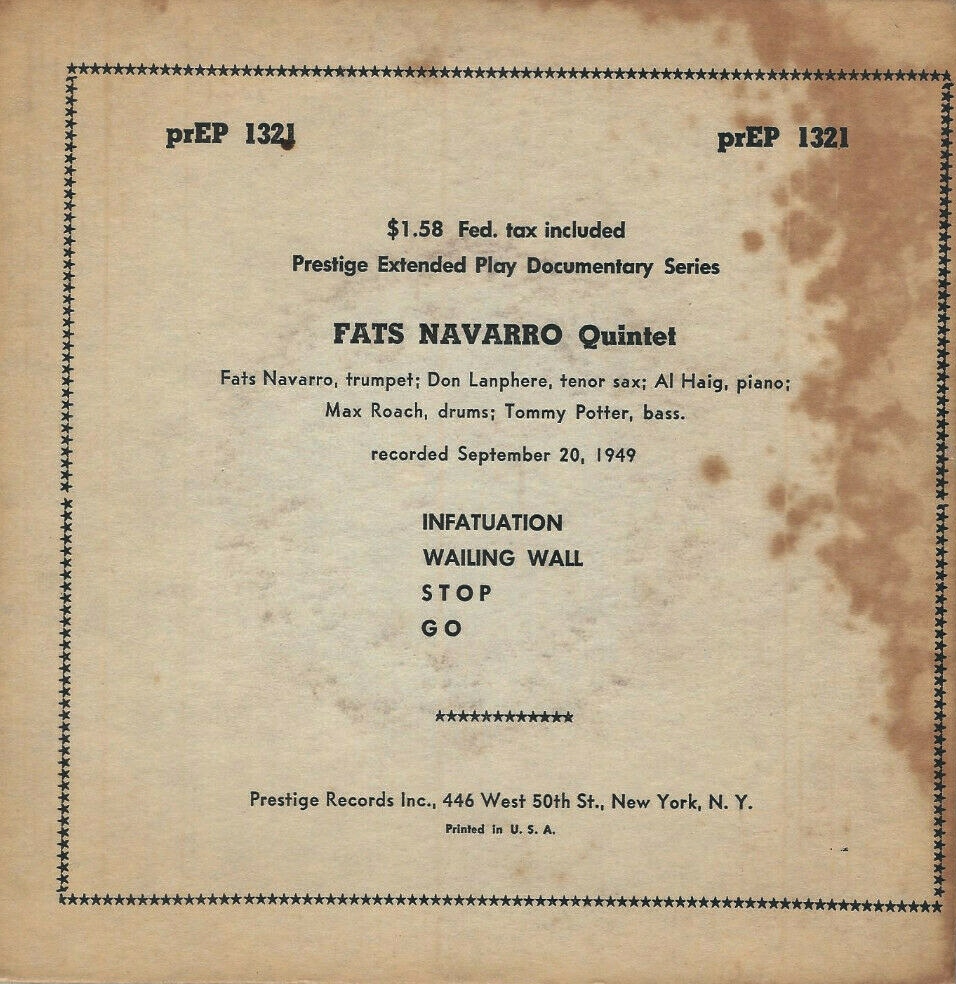 prEP 1321 prEP 1321
$1.58 Fed. tax included
Prestige Extended Play Documentary Series
FATS NAVARRO Quintet
Fats Navarro, trumpet; Don Lanphere, tenor sax; Al Haig, piano;
Max Roach, drums; Tommy Potter, bass.
recorded September 20, 1949
INFATUATION
WAILING WALL
STOP
GO
Prestige Records Inc., 446 West 50th St., New York, N. Y.
Printed in U. S. A.